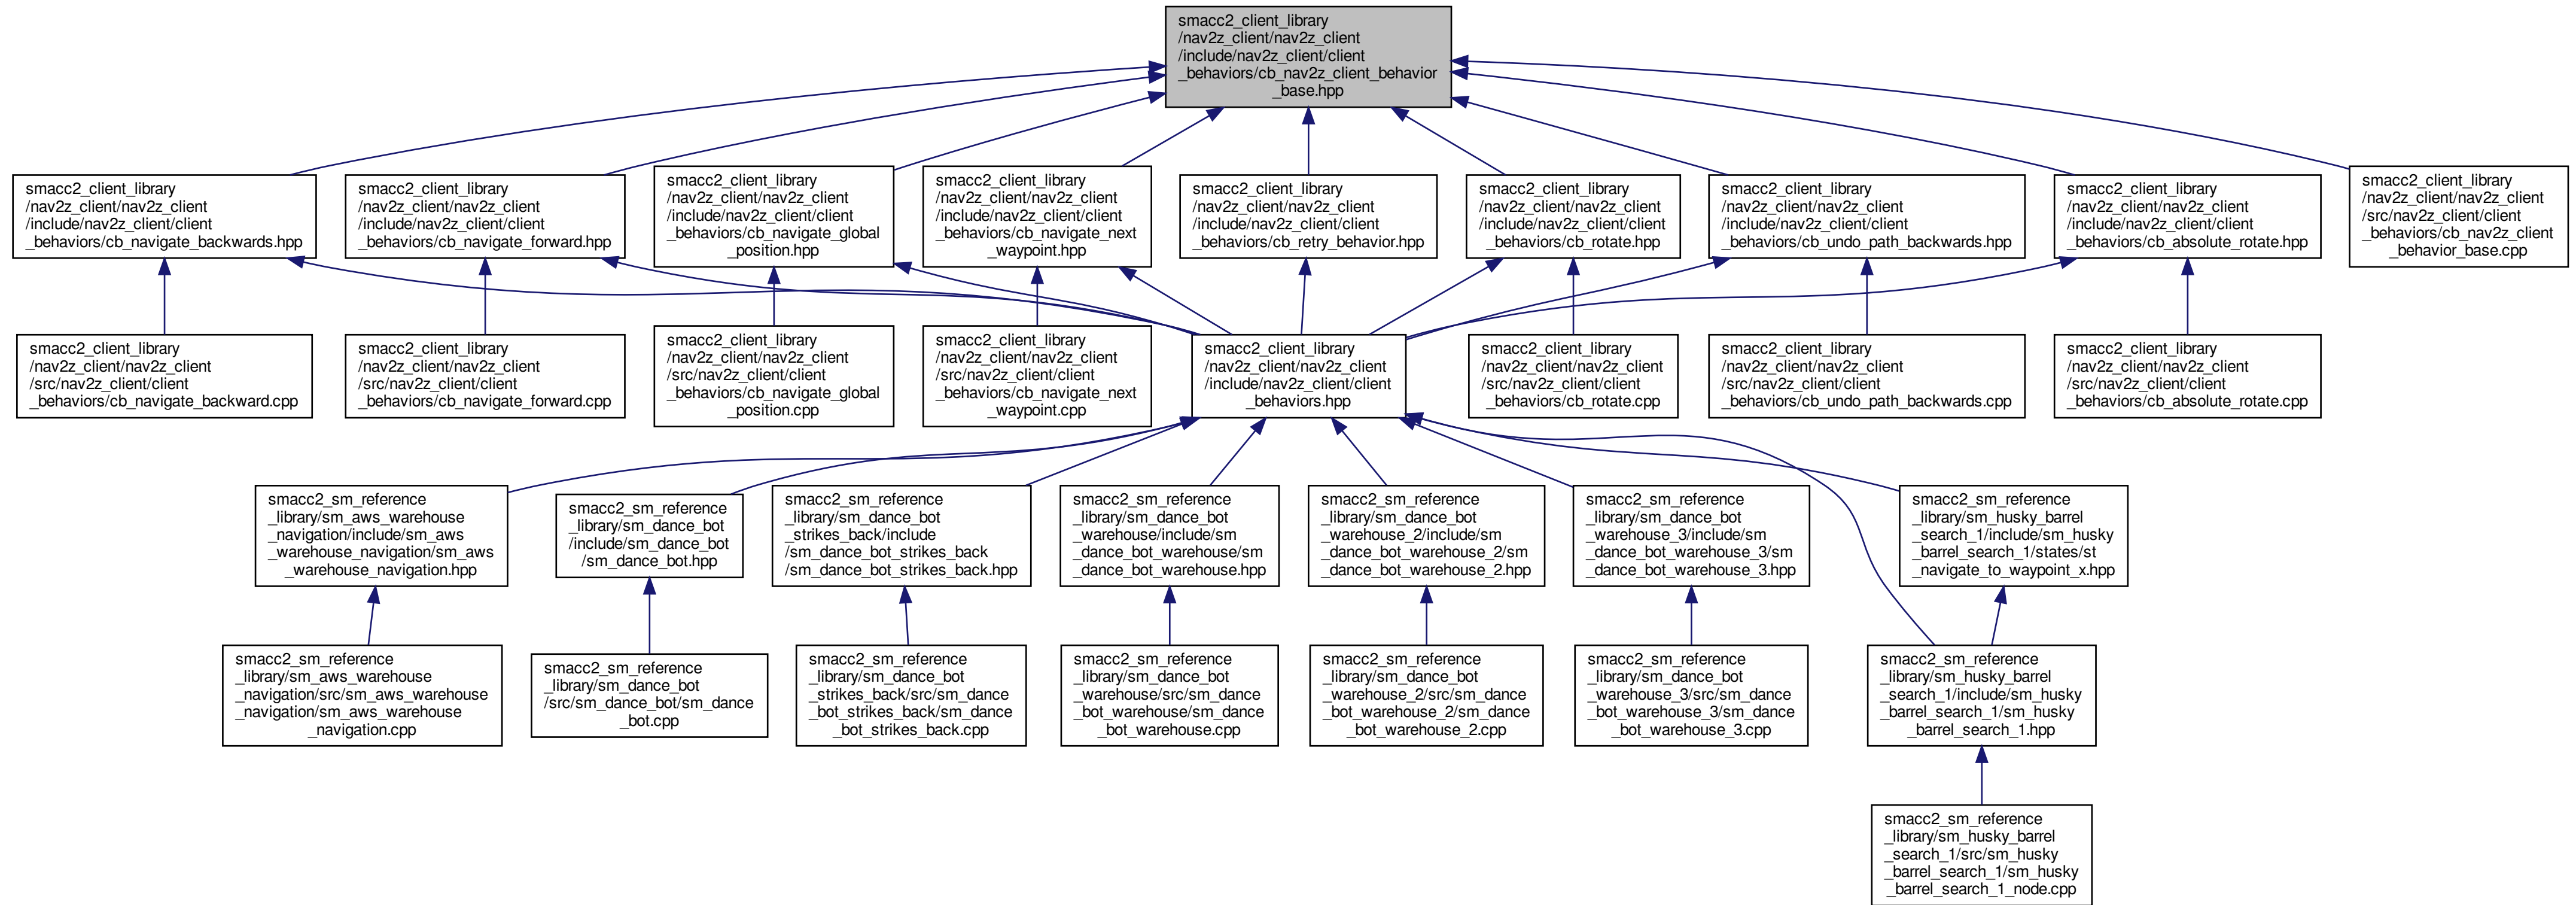 smacc2_client_library
/nav2z_client/nav2z_client
/include/nav2z_client/client
_behaviors/cb_nav2z_client_behavior
_base.hpp
smacc2_client_library
/nav2z_client/nav2z_client
/include/nav2z_client/client
_behaviors/cb_navigate_backwards.hpp
smacc2_client_library
/nav2z_client/nav2z_client
/include/nav2z_client/client
_behaviors/cb_navigate_forward.hpp
smacc2_client_library
/nav2z_client/nav2z_client
/include/nav2z_client/client
_behaviors/cb_navigate_global
_position.hpp
smacc2_client_library
/nav2z_client/nav2z_client
/include/nav2z_client/client
_behaviors/cb_navigate_next
_waypoint.hpp
smacc2_client_library
/nav2z_client/nav2z_client
/include/nav2z_client/client
_behaviors/cb_retry_behavior.hpp
smacc2_client_library
/nav2z_client/nav2z_client
/include/nav2z_client/client
_behaviors/cb_rotate.hpp
smacc2_client_library
/nav2z_client/nav2z_client
/include/nav2z_client/client
_behaviors/cb_undo_path_backwards.hpp
smacc2_client_library
/nav2z_client/nav2z_client
/include/nav2z_client/client
_behaviors/cb_absolute_rotate.hpp
smacc2_client_library
/nav2z_client/nav2z_client
/src/nav2z_client/client
_behaviors/cb_nav2z_client
_behavior_base.cpp
smacc2_client_library
/nav2z_client/nav2z_client
/src/nav2z_client/client
_behaviors/cb_navigate_backward.cpp
smacc2_client_library
/nav2z_client/nav2z_client
/src/nav2z_client/client
_behaviors/cb_navigate_forward.cpp
smacc2_client_library
/nav2z_client/nav2z_client
/src/nav2z_client/client
_behaviors/cb_navigate_global
_position.cpp
smacc2_client_library
/nav2z_client/nav2z_client
/src/nav2z_client/client
_behaviors/cb_navigate_next
_waypoint.cpp
smacc2_client_library
/nav2z_client/nav2z_client
/include/nav2z_client/client
_behaviors.hpp
smacc2_client_library
/nav2z_client/nav2z_client
/src/nav2z_client/client
_behaviors/cb_rotate.cpp
smacc2_client_library
/nav2z_client/nav2z_client
/src/nav2z_client/client
_behaviors/cb_undo_path_backwards.cpp
smacc2_client_library
/nav2z_client/nav2z_client
/src/nav2z_client/client
_behaviors/cb_absolute_rotate.cpp
smacc2_sm_reference
_library/sm_aws_warehouse
_navigation/include/sm_aws
_warehouse_navigation/sm_aws
_warehouse_navigation.hpp
smacc2_sm_reference
_library/sm_dance_bot
/include/sm_dance_bot
/sm_dance_bot.hpp
smacc2_sm_reference
_library/sm_dance_bot
_strikes_back/include
/sm_dance_bot_strikes_back
/sm_dance_bot_strikes_back.hpp
smacc2_sm_reference
_library/sm_dance_bot
_warehouse/include/sm
_dance_bot_warehouse/sm
_dance_bot_warehouse.hpp
smacc2_sm_reference
_library/sm_dance_bot
_warehouse_2/include/sm
_dance_bot_warehouse_2/sm
_dance_bot_warehouse_2.hpp
smacc2_sm_reference
_library/sm_dance_bot
_warehouse_3/include/sm
_dance_bot_warehouse_3/sm
_dance_bot_warehouse_3.hpp
smacc2_sm_reference
_library/sm_husky_barrel
_search_1/include/sm_husky
_barrel_search_1/states/st
_navigate_to_waypoint_x.hpp
smacc2_sm_reference
_library/sm_aws_warehouse
_navigation/src/sm_aws_warehouse
_navigation/sm_aws_warehouse
_navigation.cpp
smacc2_sm_reference
_library/sm_dance_bot
/src/sm_dance_bot/sm_dance
_bot.cpp
smacc2_sm_reference
_library/sm_dance_bot
_strikes_back/src/sm_dance
_bot_strikes_back/sm_dance
_bot_strikes_back.cpp
smacc2_sm_reference
_library/sm_dance_bot
_warehouse/src/sm_dance
_bot_warehouse/sm_dance
_bot_warehouse.cpp
smacc2_sm_reference
_library/sm_dance_bot
_warehouse_2/src/sm_dance
_bot_warehouse_2/sm_dance
_bot_warehouse_2.cpp
smacc2_sm_reference
_library/sm_dance_bot
_warehouse_3/src/sm_dance
_bot_warehouse_3/sm_dance
_bot_warehouse_3.cpp
smacc2_sm_reference
_library/sm_husky_barrel
_search_1/include/sm_husky
_barrel_search_1/sm_husky
_barrel_search_1.hpp
smacc2_sm_reference
_library/sm_husky_barrel
_search_1/src/sm_husky
_barrel_search_1/sm_husky
_barrel_search_1_node.cpp